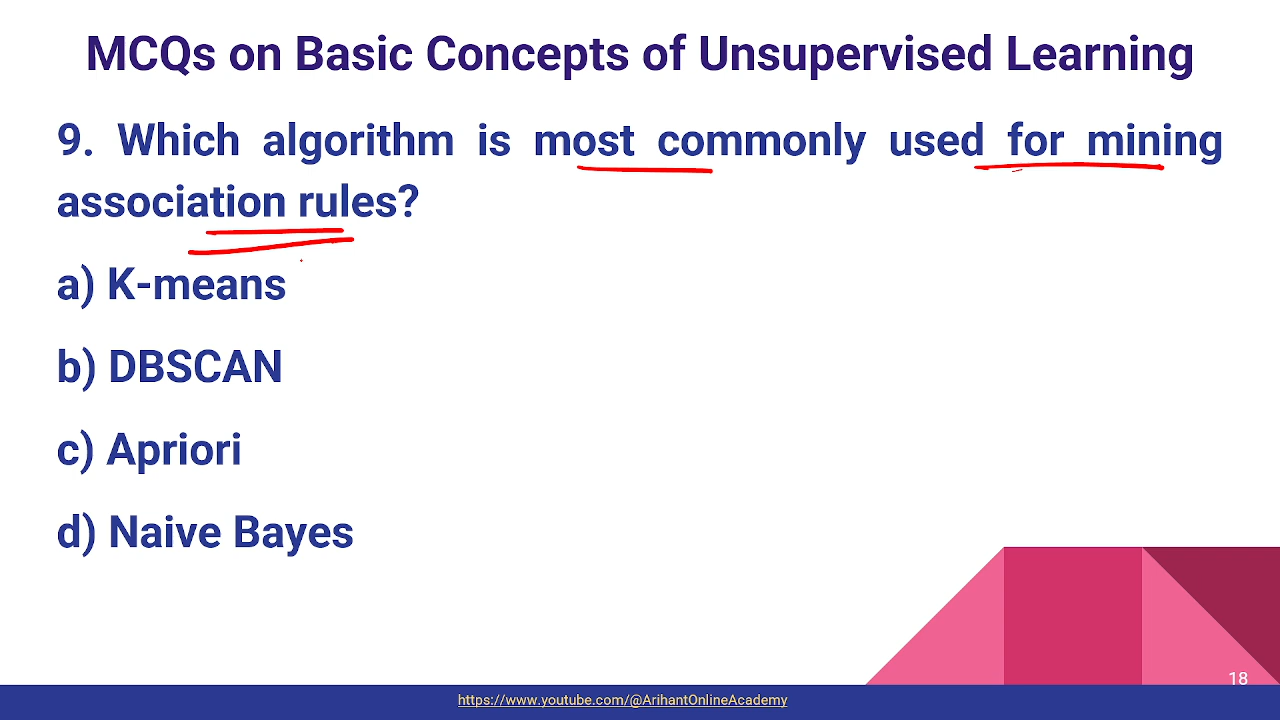 MCQs on Basic Concepts of Unsupervised Learning
9. Which algorithm is most commonly used for mining
association rules?
a) K-means
b) DBSCAN
c) Apriori
d) Naive Bayes
18
https://www.youtube.com/@ArihantOnlineAcademy